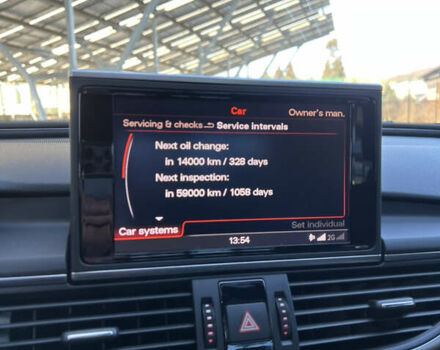 Car
Owner's man.
Servicing & checks Service intervals
Next oil change:
in 14000 km / 328 days
Next inspection:
in 59000 km / 1058 days
Set individual
Car systems
13:54
2G